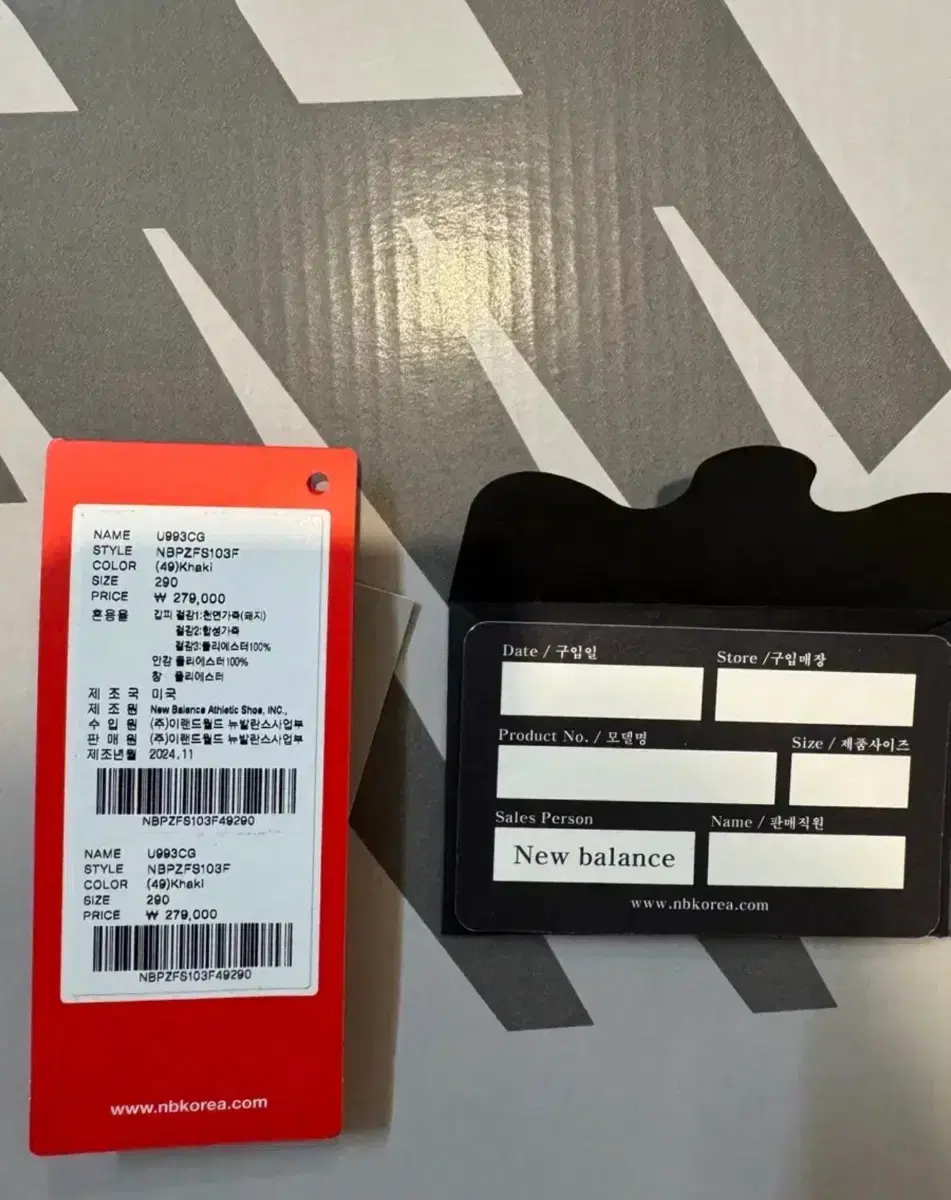 NAME U993CG
STYLE NBPZFS103F
COLOR (49)Khaki
SIZE 290
PRICE ₩ 279,000
혼용율 갑피 겉감1:천연가죽(돼지)
겉감2:합성가죽
겉감3:폴리에스터100%
안감 폴리에스터100%
창 폴리에스터
제 조 국 미국
제 조 원 New Balance Athletic Shoe, INC.,
수 입 원 (주)이랜드월드 뉴발란스사업부
판 매 원 (주)이랜드월드 뉴발란스사업부
제조년월 2024.11
NBPZFS103F49290
NAME U993CG
STYLE NBPZFS103F
COLOR (49)Khaki
SIZE 290
PRICE ₩ 279,000
NBPZFS103F49290
www.nbkorea.com
Date / 구입일
Store /구입매장
Product No. / 모델명
Size / 제품사이즈
Sales Person
Name / 판매직원
New balance
www.nbkorea.com